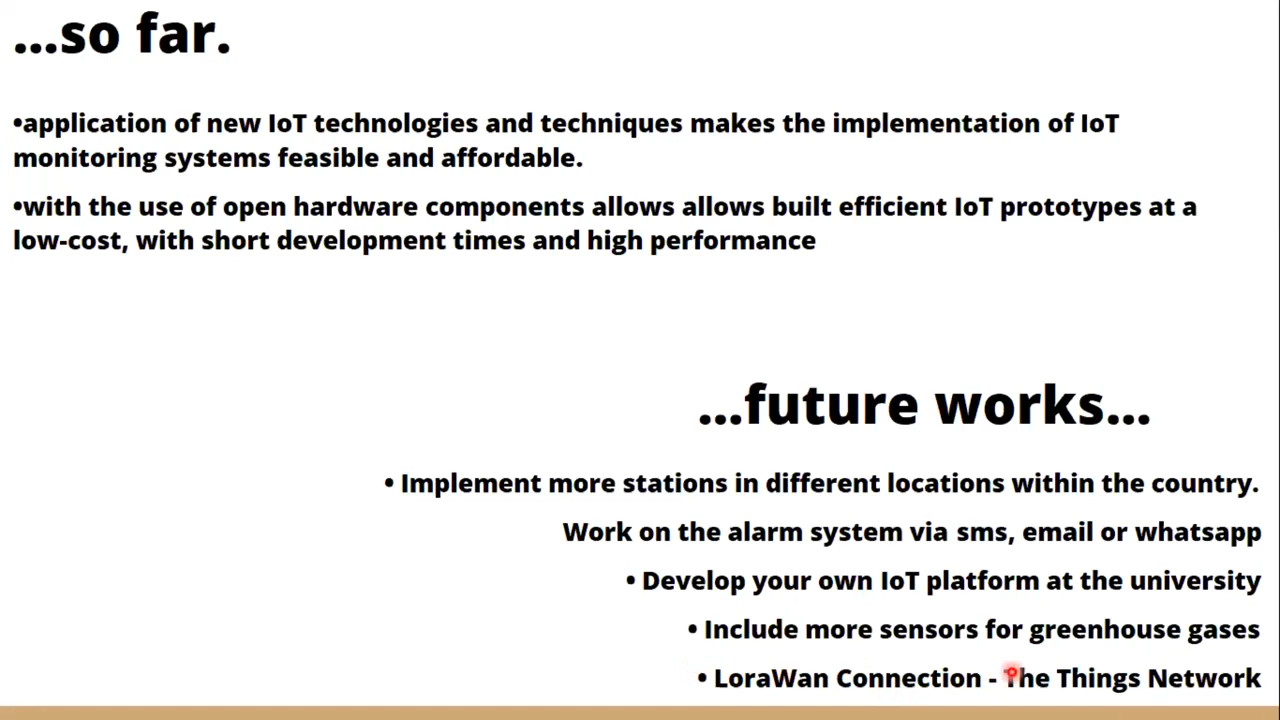 ...so far.
•application of new IoT technologies and techniques makes the implementation of IoT
monitoring systems feasible and affordable.
•with the use of open hardware components allows allows built efficient IoT prototypes at a
low-cost, with short development times and high performance
...future works...
• Implement more stations in different locations within the country.
Work on the alarm system via sms, email or whatsapp
• Develop your own IoT platform at the university
• Include more sensors for greenhouse gases
• LoraWan Connection - The Things Network